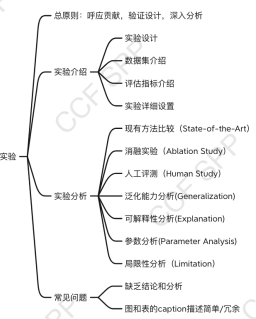 总原则：呼应贡献，验证设计，深入分析
实验设计
数据集介绍
实验介绍
评估指标介绍
实验详细设置
现有方法比较（State-of-the-Art）
消融实验（Ablation Study）
实验
人工评测（Human Study）
实验分析
泛化能力分析(Generalization)
可解释性分析(Explanation)
参数分析(Parameter Analysis)
局限性分析（Limitation）
缺乏结论和分析
常见问题
图和表的caption描述简单/冗余
CCF SPP
CCF SPP